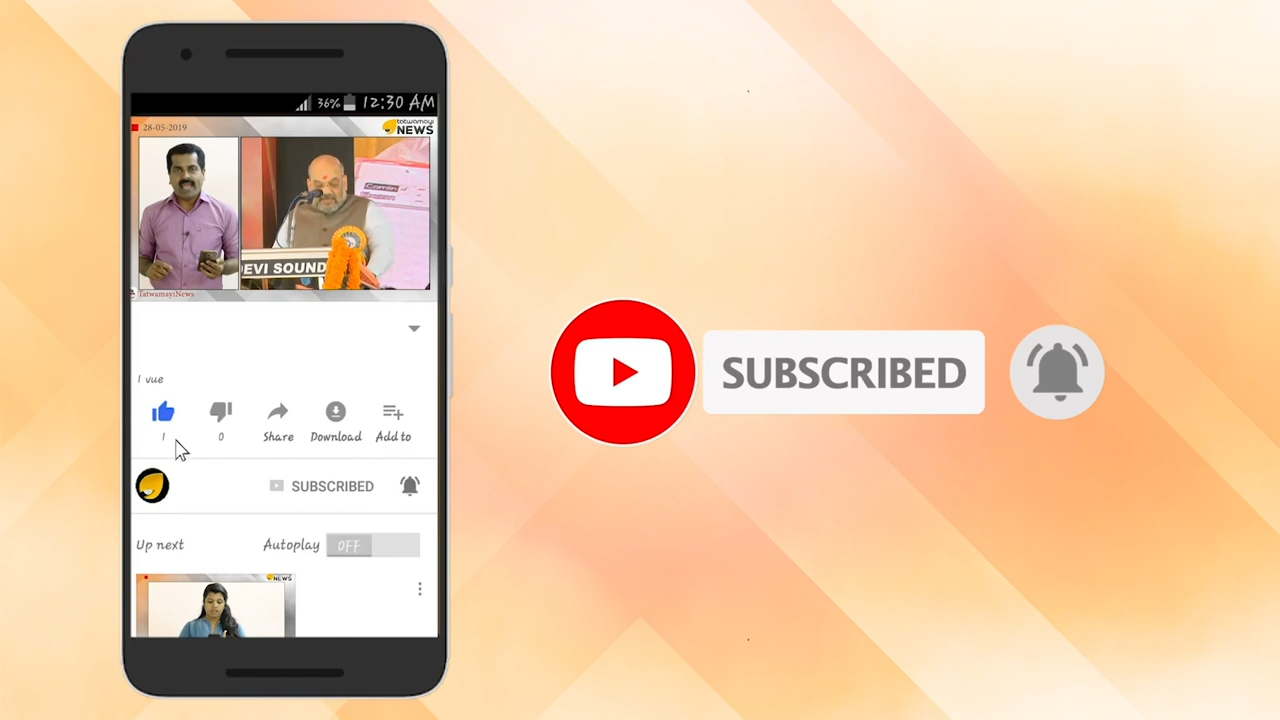 36% 12:30 AM
28-05-2019
tatwamayi
NEWS
DEVI SOUND
TatwamayiNews
1 vue
1
0
Share
Download
Add to
SUBSCRIBED
Up next
Autoplay
OFF
NEWS
SUBSCRIBED